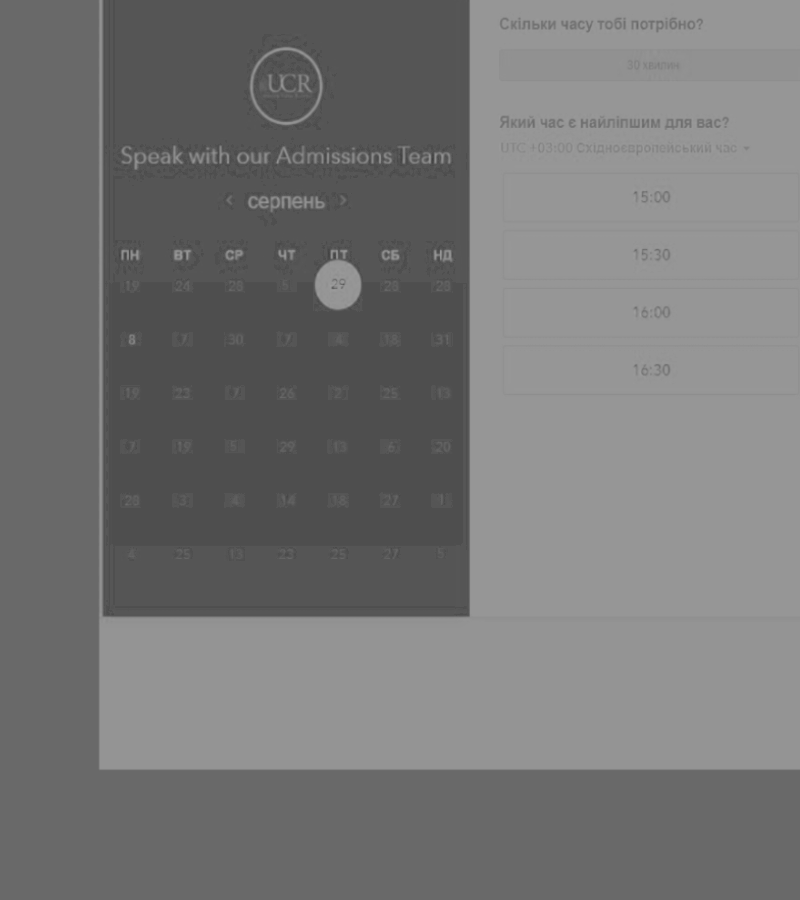 UCR
Speak with our Admissions Team
‹ серпень ›
ПН ВТ СР ЧТ ПТ СБ НД
19 24 28 5 29 28 28
8 7 30 7 4 18 31
19 23 7 26 2 25 13
7 19 5 29 13 6 20
28 3 4 14 18 27 1
4 25 13 23 25 27 5
Скільки часу тобі потрібно?
30 хвилин
Який час є найліпшим для вас?
UTC +03:00 Східноєвропейський час
15:00
15:30
16:00
16:30